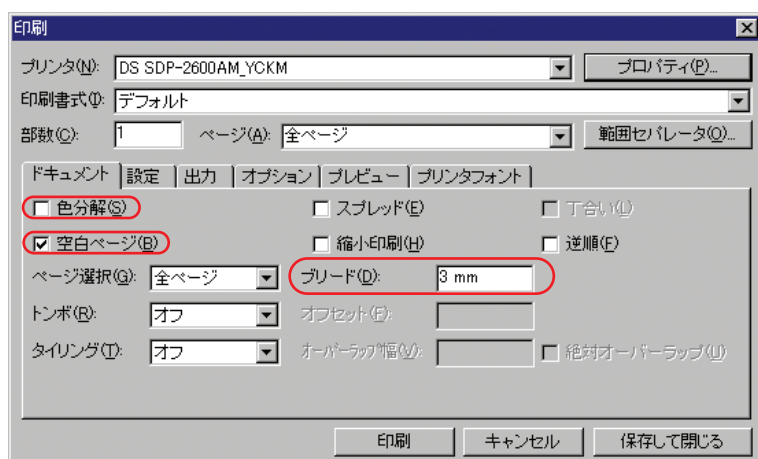 印刷
プリンタ(N): DS SDP-2600AM_YCKM プロパティ(P)...
印刷書式(I): デフォルト
部数(C): 1 ページ(A): 全ページ 範囲セパレータ(O)...
ドキュメント 設定 出力 オプション プレビュー プリンタフォント
色分解(S) スプレッド(E) 丁合い(L)
空白ページ(B) 縮小印刷(H) 逆順(F)
ページ選択(G): 全ページ ブリード(D): 3 mm
トンボ(R): オフ オフセット(F):
タイリング(T): オフ オーバーラップ幅(V): 絶対オーバーラップ(U)
印刷 キャンセル 保存して閉じる